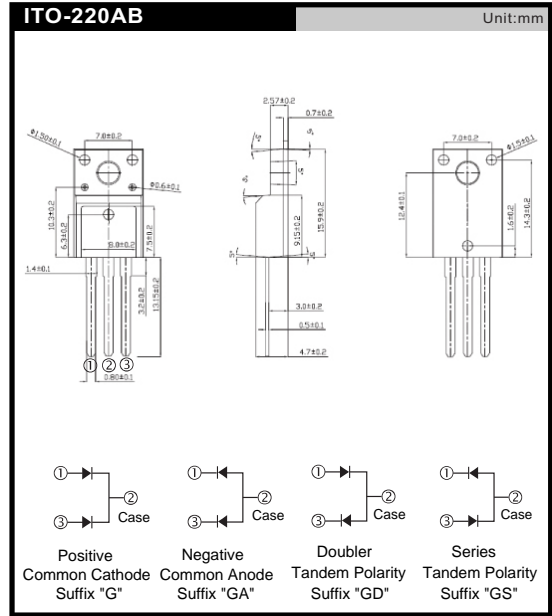 ITO-220AB
Unit:mm
2.57±0.2
0.7±0.2
Φ1.50±0.1
7.0±0.2
7.0±0.2
Φ1.5±0.1
Φ0.6±0.1
10.3±0.2
6.3±0.2
8.0±0.2
7.5±0.2
15.9±0.2
9.15±0.2
12.4±0.1
1.6±0.2
14.3±0.2
1.4±0.1
3.2±0.2
13.15±0.2
3.0±0.2
0.5±0.1
4.7±0.2
① ② ③
0.80±0.1
① ① ① ①
② ② ② ②
③ Case ③ Case ③ Case ③ Case
Positive Negative Doubler Series
Common Cathode Common Anode Tandem Polarity Tandem Polarity
Suffix "G" Suffix "GA" Suffix "GD" Suffix "GS"